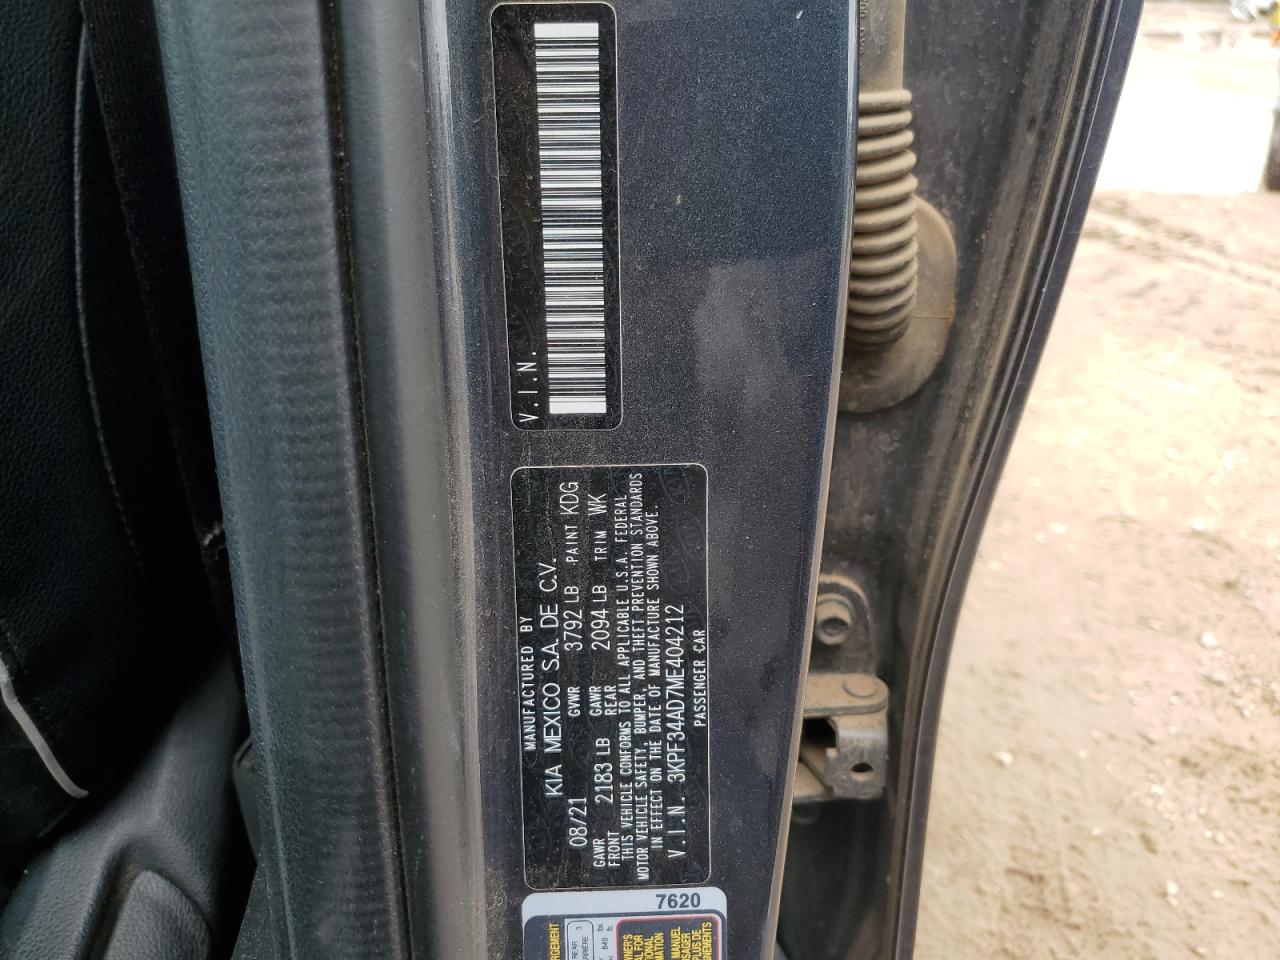 V.I.N.
MANUFACTURED BY
KIA MEXICO S.A. DE C.V.
08/21 GVWR 3792 LB PAINT KDG
GAWR FRONT 2183 LB GAWR REAR 2094 LB TRIM WK
THIS VEHICLE CONFORMS TO ALL APPLICABLE U.S.A. FEDERAL
MOTOR VEHICLE SAFETY, BUMPER, AND THEFT PREVENTION STANDARDS
IN EFFECT ON THE DATE OF MANUFACTURE SHOWN ABOVE.
V.I.N. 3KPF34AD7ME404212
PASSENGER CAR
7620